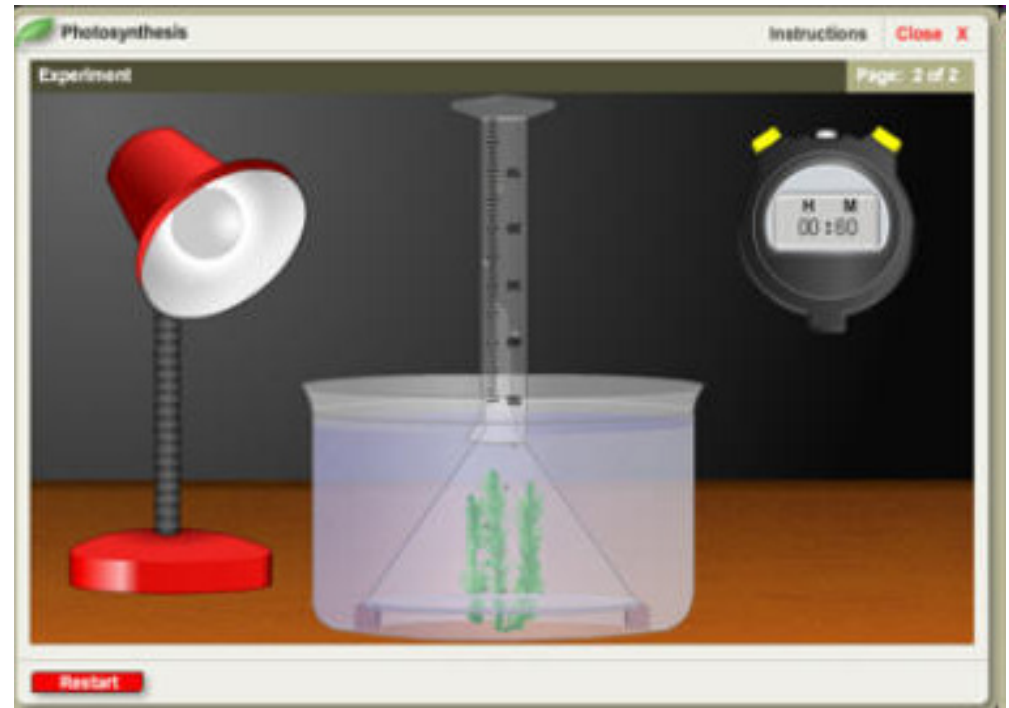 Photosynthesis
Instructions
Close X
Experiment
Page: 2 of 2
H M
00:60
Restart